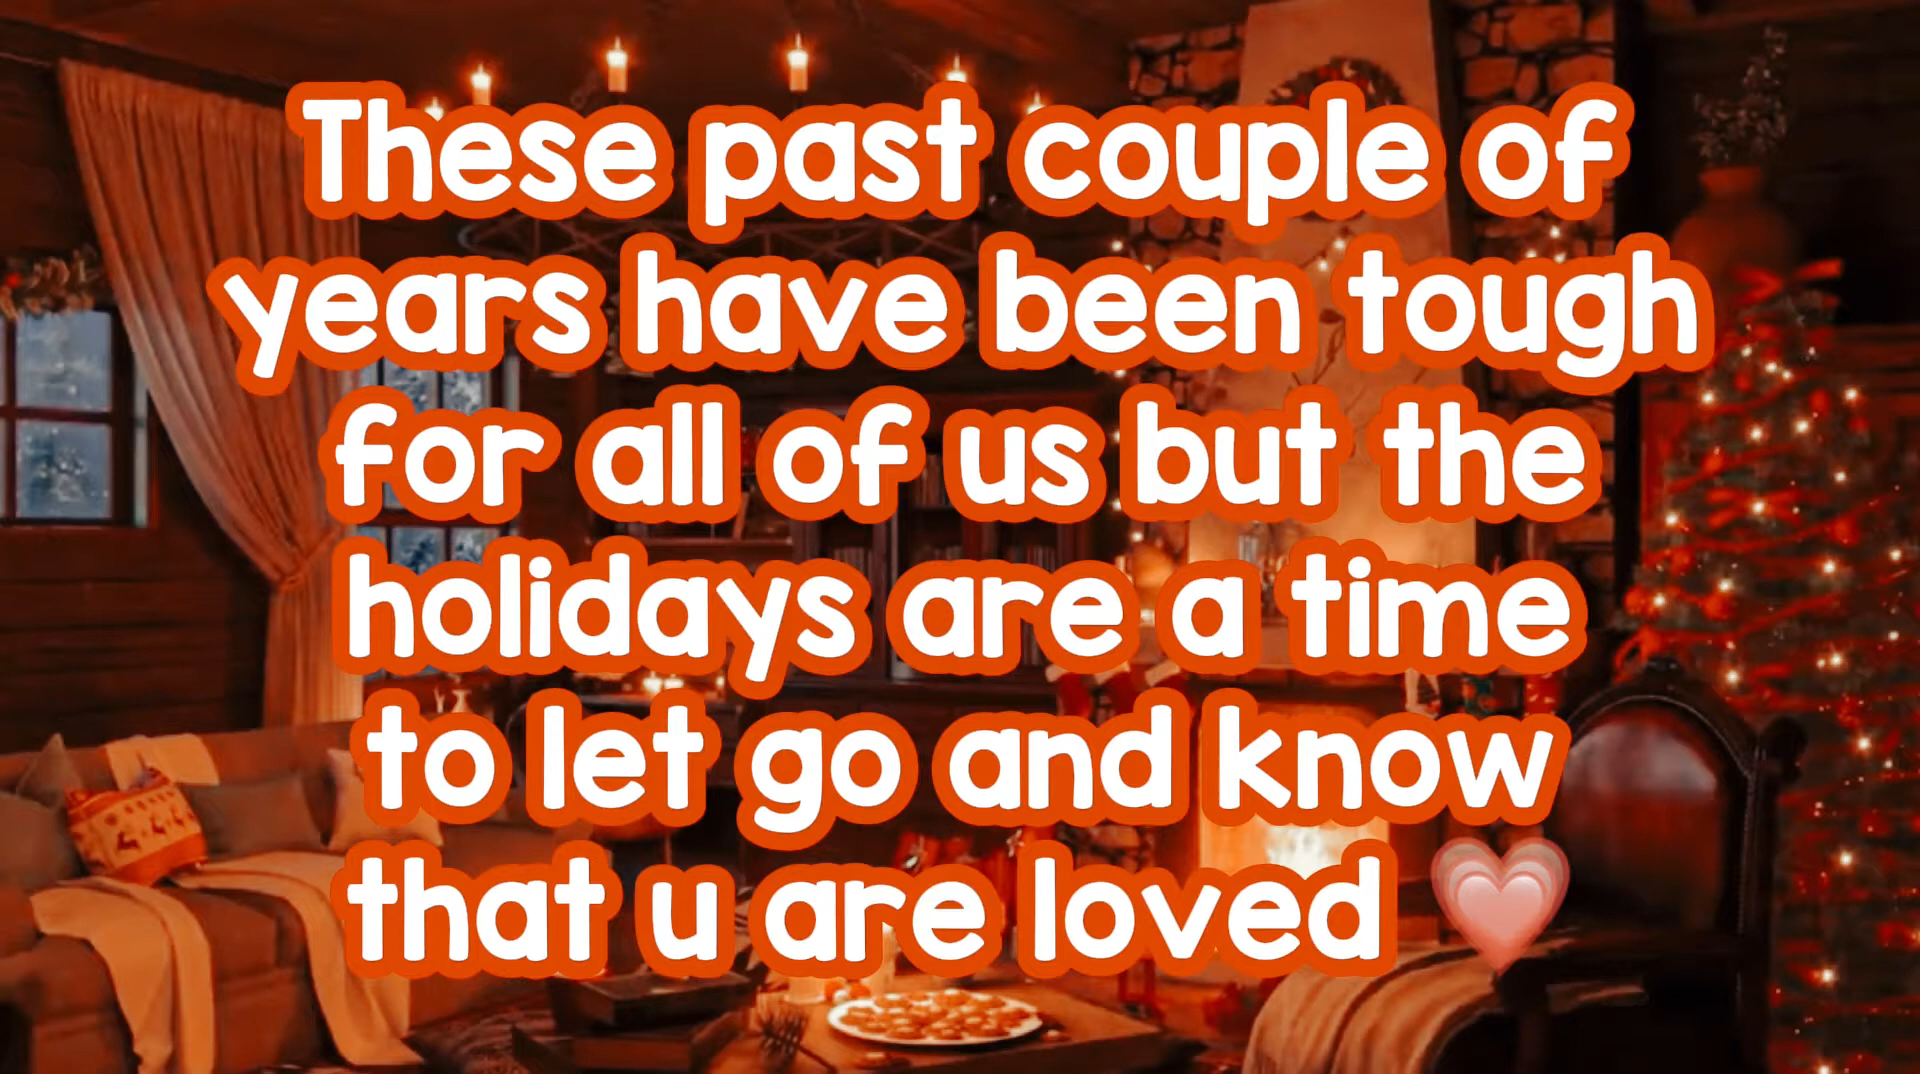 These past couple of
years have been tough
for all of us but the
holidays are a time
to let go and know
that u are loved 💗